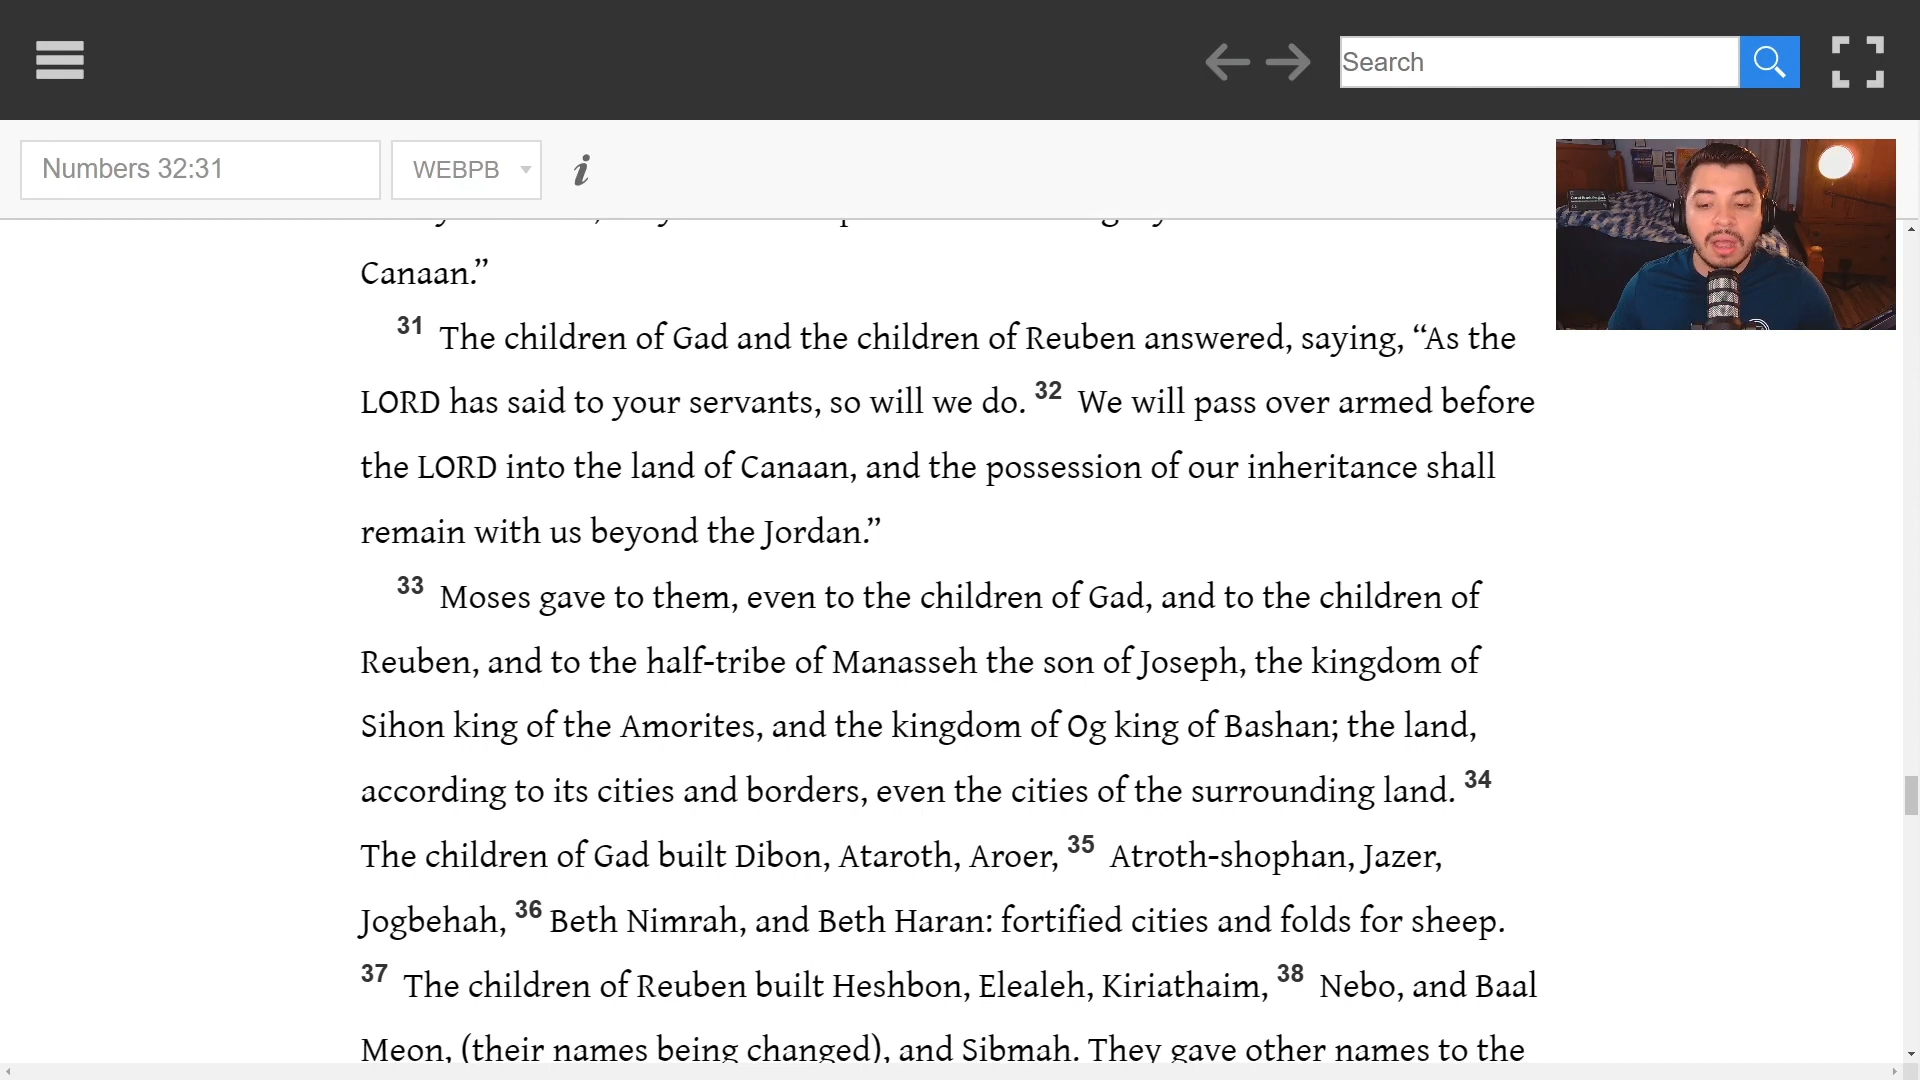 Search
Numbers 32:31
WEBPB
i
Canaan.”
31 The children of Gad and the children of Reuben answered, saying, “As the
LORD has said to your servants, so will we do. 32 We will pass over armed before
the LORD into the land of Canaan, and the possession of our inheritance shall
remain with us beyond the Jordan.”
33 Moses gave to them, even to the children of Gad, and to the children of
Reuben, and to the half-tribe of Manasseh the son of Joseph, the kingdom of
Sihon king of the Amorites, and the kingdom of Og king of Bashan; the land,
according to its cities and borders, even the cities of the surrounding land. 34
The children of Gad built Dibon, Ataroth, Aroer, 35 Atroth-shophan, Jazer,
Jogbehah, 36 Beth Nimrah, and Beth Haran: fortified cities and folds for sheep.
37 The children of Reuben built Heshbon, Elealeh, Kiriathaim, 38 Nebo, and Baal
Meon, (their names being changed), and Sibmah. They gave other names to the